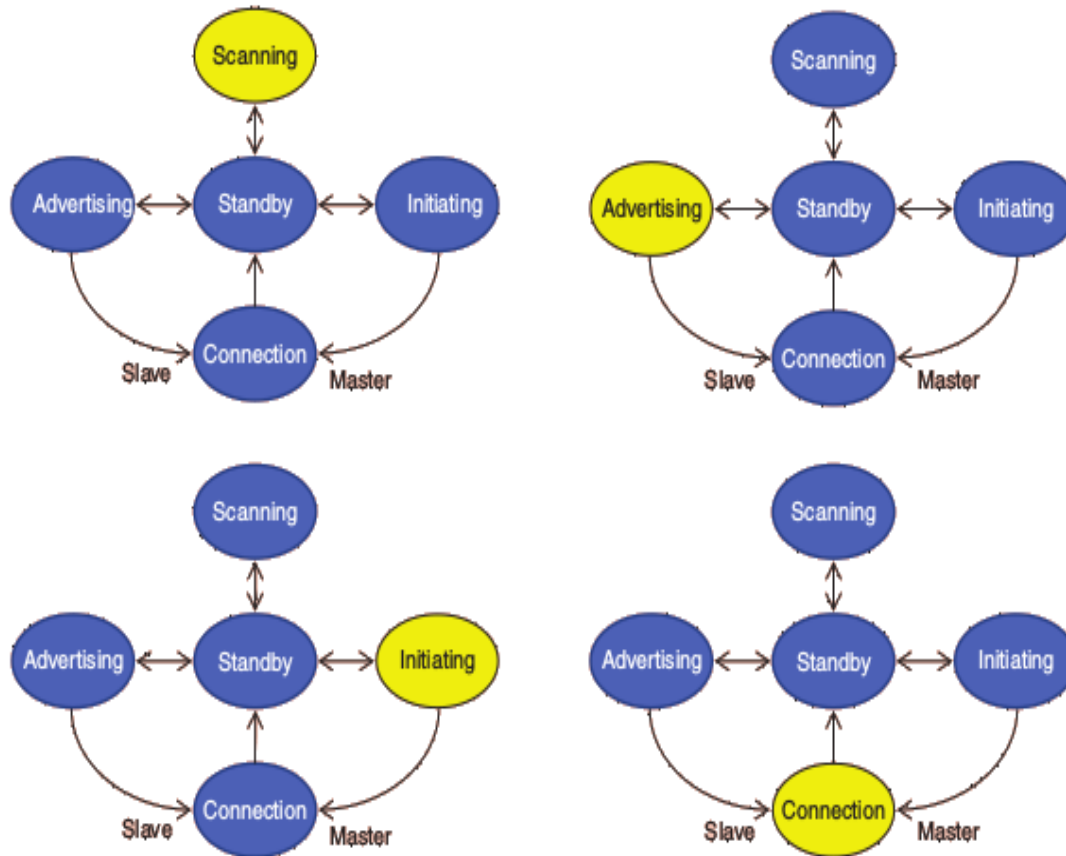 Scanning
Scanning
Advertising
Standby
Initiating
Advertising
Standby
Initiating
Connection
Slave
Master
Connection
Slave
Master
Scanning
Scanning
Advertising
Standby
Initiating
Advertising
Standby
Initiating
Connection
Slave
Master
Connection
Slave
Master